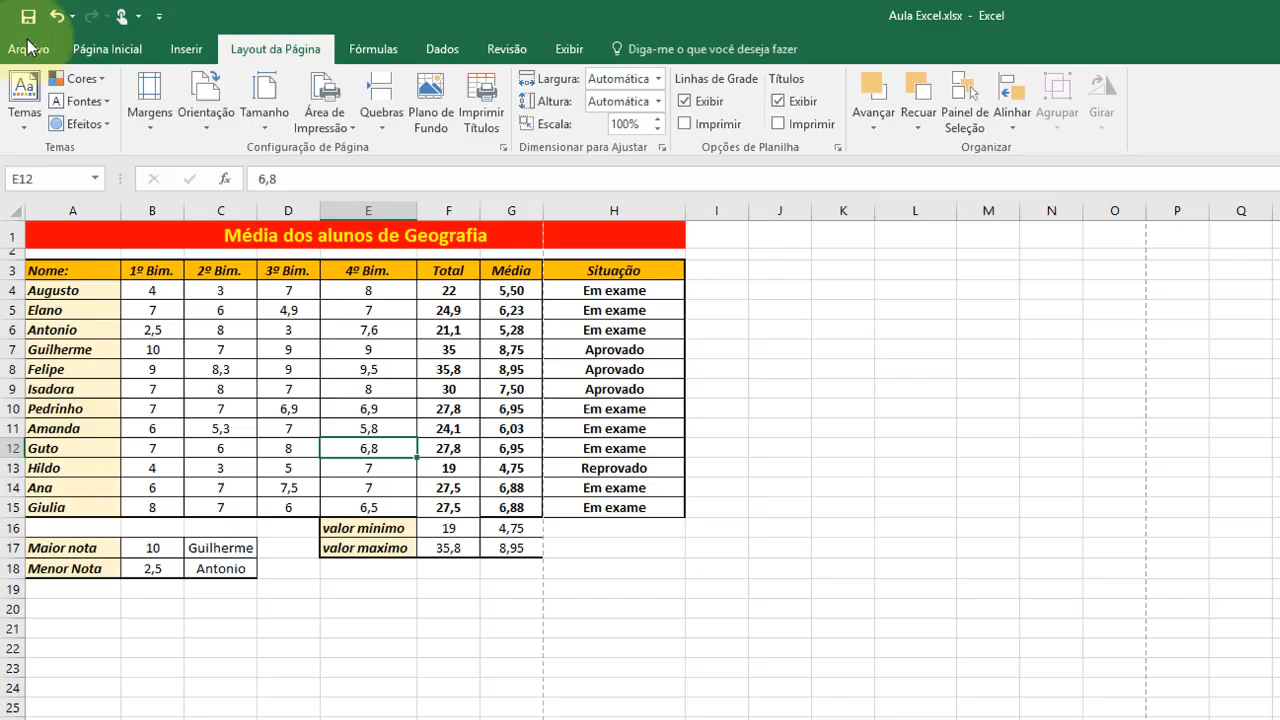 Aula Excel.xlsx - Excel
Arquivo Página Inicial Inserir Layout da Página Fórmulas Dados Revisão Exibir Diga-me o que você deseja fazer
Aa Temas
Cores
Fontes
Efeitos
Temas
Margens Orientação Tamanho Área de Impressão Quebras Plano de Fundo Imprimir Títulos
Configuração de Página
Largura: Automática
Altura: Automática
Escala: 100%
Dimensionar para Ajustar
Linhas de Grade Títulos
Exibir Exibir
Imprimir Imprimir
Opções de Planilha
Avançar Recuar Painel de Seleção Alinhar Agrupar Girar
Organizar
E12 fx 6,8
A B C D E F G H I J K L M N O P Q
1 Média dos alunos de Geografia
2
3 Nome: 1º Bim. 2º Bim. 3º Bim. 4º Bim. Total Média Situação
4 Augusto 4 3 7 8 22 5,50 Em exame
5 Elano 7 6 4,9 7 24,9 6,23 Em exame
6 Antonio 2,5 8 3 7,6 21,1 5,28 Em exame
7 Guilherme 10 7 9 9 35 8,75 Aprovado
8 Felipe 9 8,3 9 9,5 35,8 8,95 Aprovado
9 Isadora 7 8 7 8 30 7,50 Aprovado
10 Pedrinho 7 7 6,9 6,9 27,8 6,95 Em exame
11 Amanda 6 5,3 7 5,8 24,1 6,03 Em exame
12 Guto 7 6 8 6,8 27,8 6,95 Em exame
13 Hildo 4 3 5 7 19 4,75 Reprovado
14 Ana 6 7 7,5 7 27,5 6,88 Em exame
15 Giulia 8 7 6 6,5 27,5 6,88 Em exame
16 valor minimo 19 4,75
17 Maior nota 10 Guilherme valor maximo 35,8 8,95
18 Menor Nota 2,5 Antonio
19
20
21
22
23
24
25